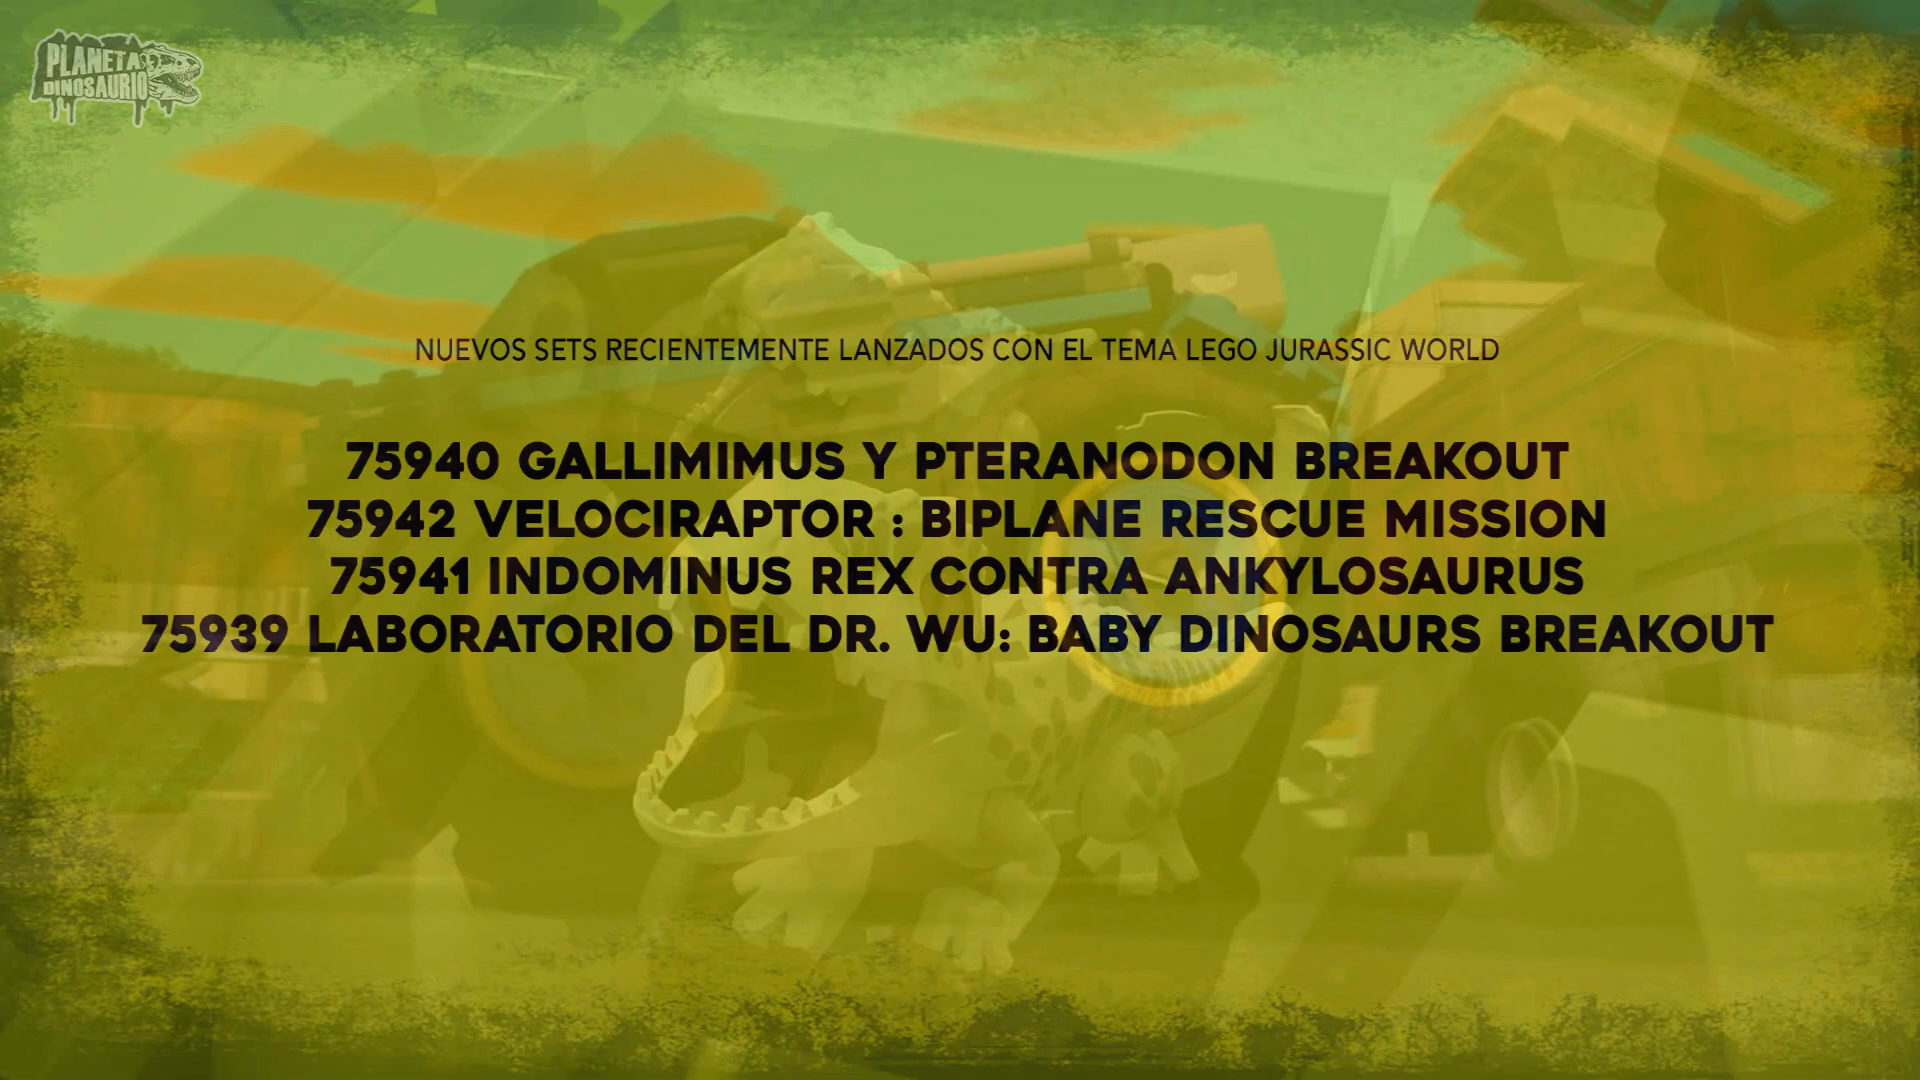 PLANETA
DINOSAURIO
NUEVOS SETS RECIENTEMENTE LANZADOS CON EL TEMA LEGO JURASSIC WORLD
75940 GALLIMIMUS Y PTERANODON BREAKOUT
75942 VELOCIRAPTOR : BIPLANE RESCUE MISSION
75941 INDOMINUS REX CONTRA ANKYLOSAURUS
75939 LABORATORIO DEL DR. WU: BABY DINOSAURS BREAKOUT